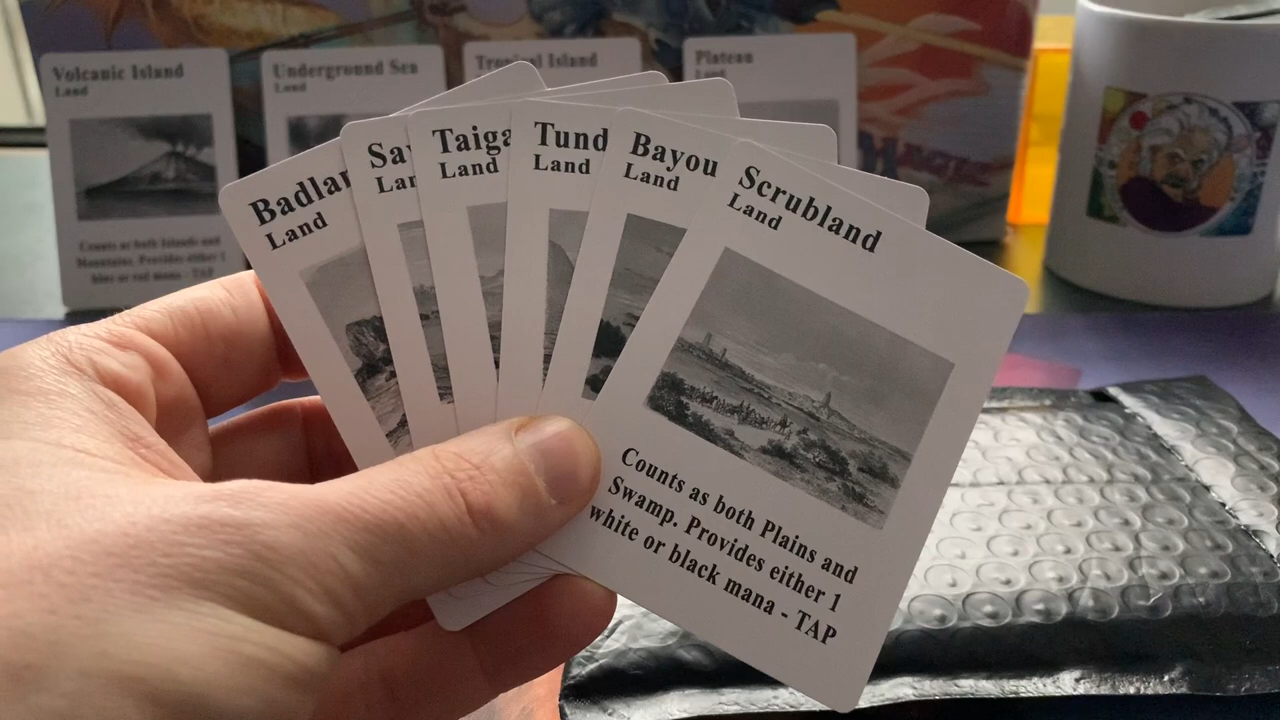 Volcanic Island
Land
Counts as both Islands and
Mountains. Provides either 1
blue or red mana - TAP
Underground Sea
Land
Tropical Island
Plateau
Land
Badlan
Land
Sav
Lan
Taiga
Land
Tund
Land
Bayou
Land
Scrubland
Land
Counts as both Plains and
Swamp. Provides either 1
white or black mana - TAP